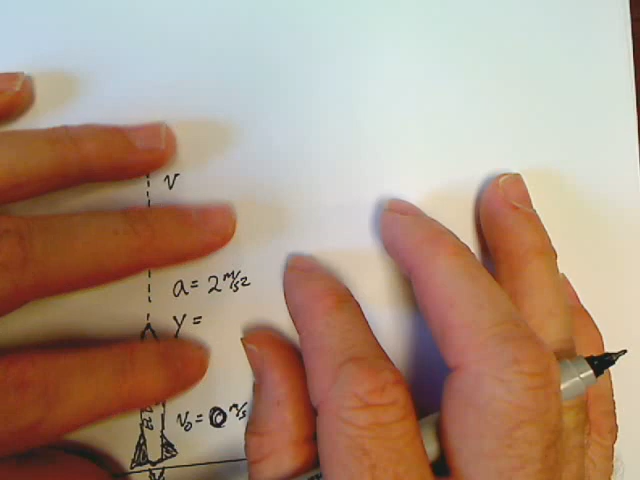 v
a = 2 m/s2
y =
v0 = 0 m/s